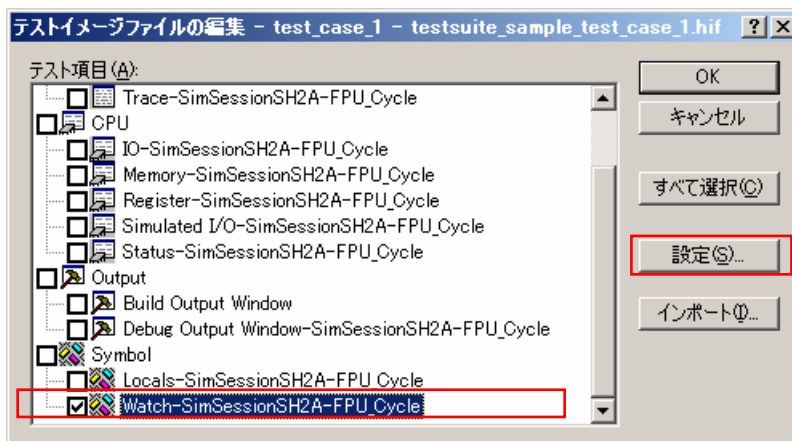 テストイメージファイルの編集 - test_case_1 - testsuite_sample_test_case_1.hif
テスト項目(A):
Trace-SimSessionSH2A-FPU_Cycle
CPU
IO-SimSessionSH2A-FPU_Cycle
Memory-SimSessionSH2A-FPU_Cycle
Register-SimSessionSH2A-FPU_Cycle
Simulated I/O-SimSessionSH2A-FPU_Cycle
Status-SimSessionSH2A-FPU_Cycle
Output
Build Output Window
Debug Output Window-SimSessionSH2A-FPU_Cycle
Symbol
Locals-SimSessionSH2A-FPU_Cycle
Watch-SimSessionSH2A-FPU_Cycle
OK
キャンセル
すべて選択(C)
設定(S)...
インポート(I)...